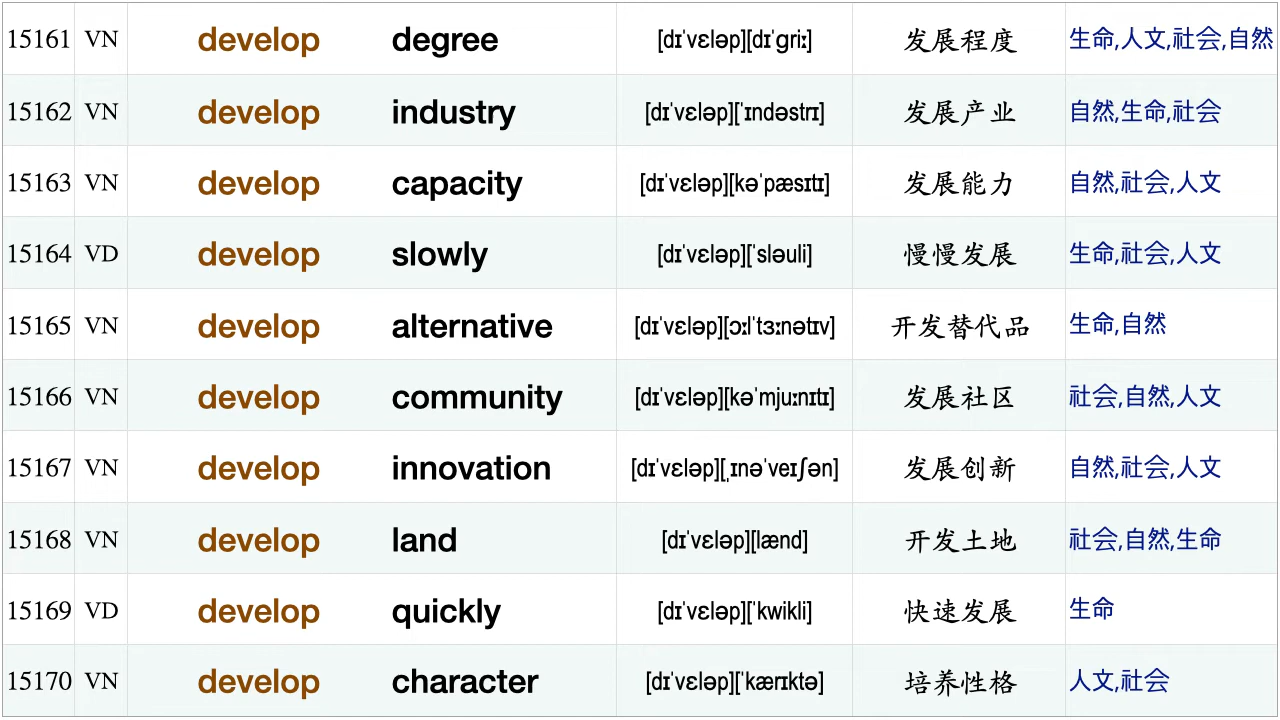 15161 VN develop degree [dɪˈvɛləp][dɪˈɡriː] 发展程度 生命,人文,社会,自然
15162 VN develop industry [dɪˈvɛləp][ˈɪndəstrɪ] 发展产业 自然,生命,社会
15163 VN develop capacity [dɪˈvɛləp][kəˈpæsɪtɪ] 发展能力 自然,社会,人文
15164 VD develop slowly [dɪˈvɛləp][ˈsləuli] 慢慢发展 生命,社会,人文
15165 VN develop alternative [dɪˈvɛləp][ɔːlˈtɜːnətɪv] 开发替代品 生命,自然
15166 VN develop community [dɪˈvɛləp][kəˈmjuːnɪtɪ] 发展社区 社会,自然,人文
15167 VN develop innovation [dɪˈvɛləp][ˌɪnəˈveɪʃən] 发展创新 自然,社会,人文
15168 VN develop land [dɪˈvɛləp][lænd] 开发土地 社会,自然,生命
15169 VD develop quickly [dɪˈvɛləp][ˈkwikli] 快速发展 生命
15170 VN develop character [dɪˈvɛləp][ˈkærɪktə] 培养性格 人文,社会